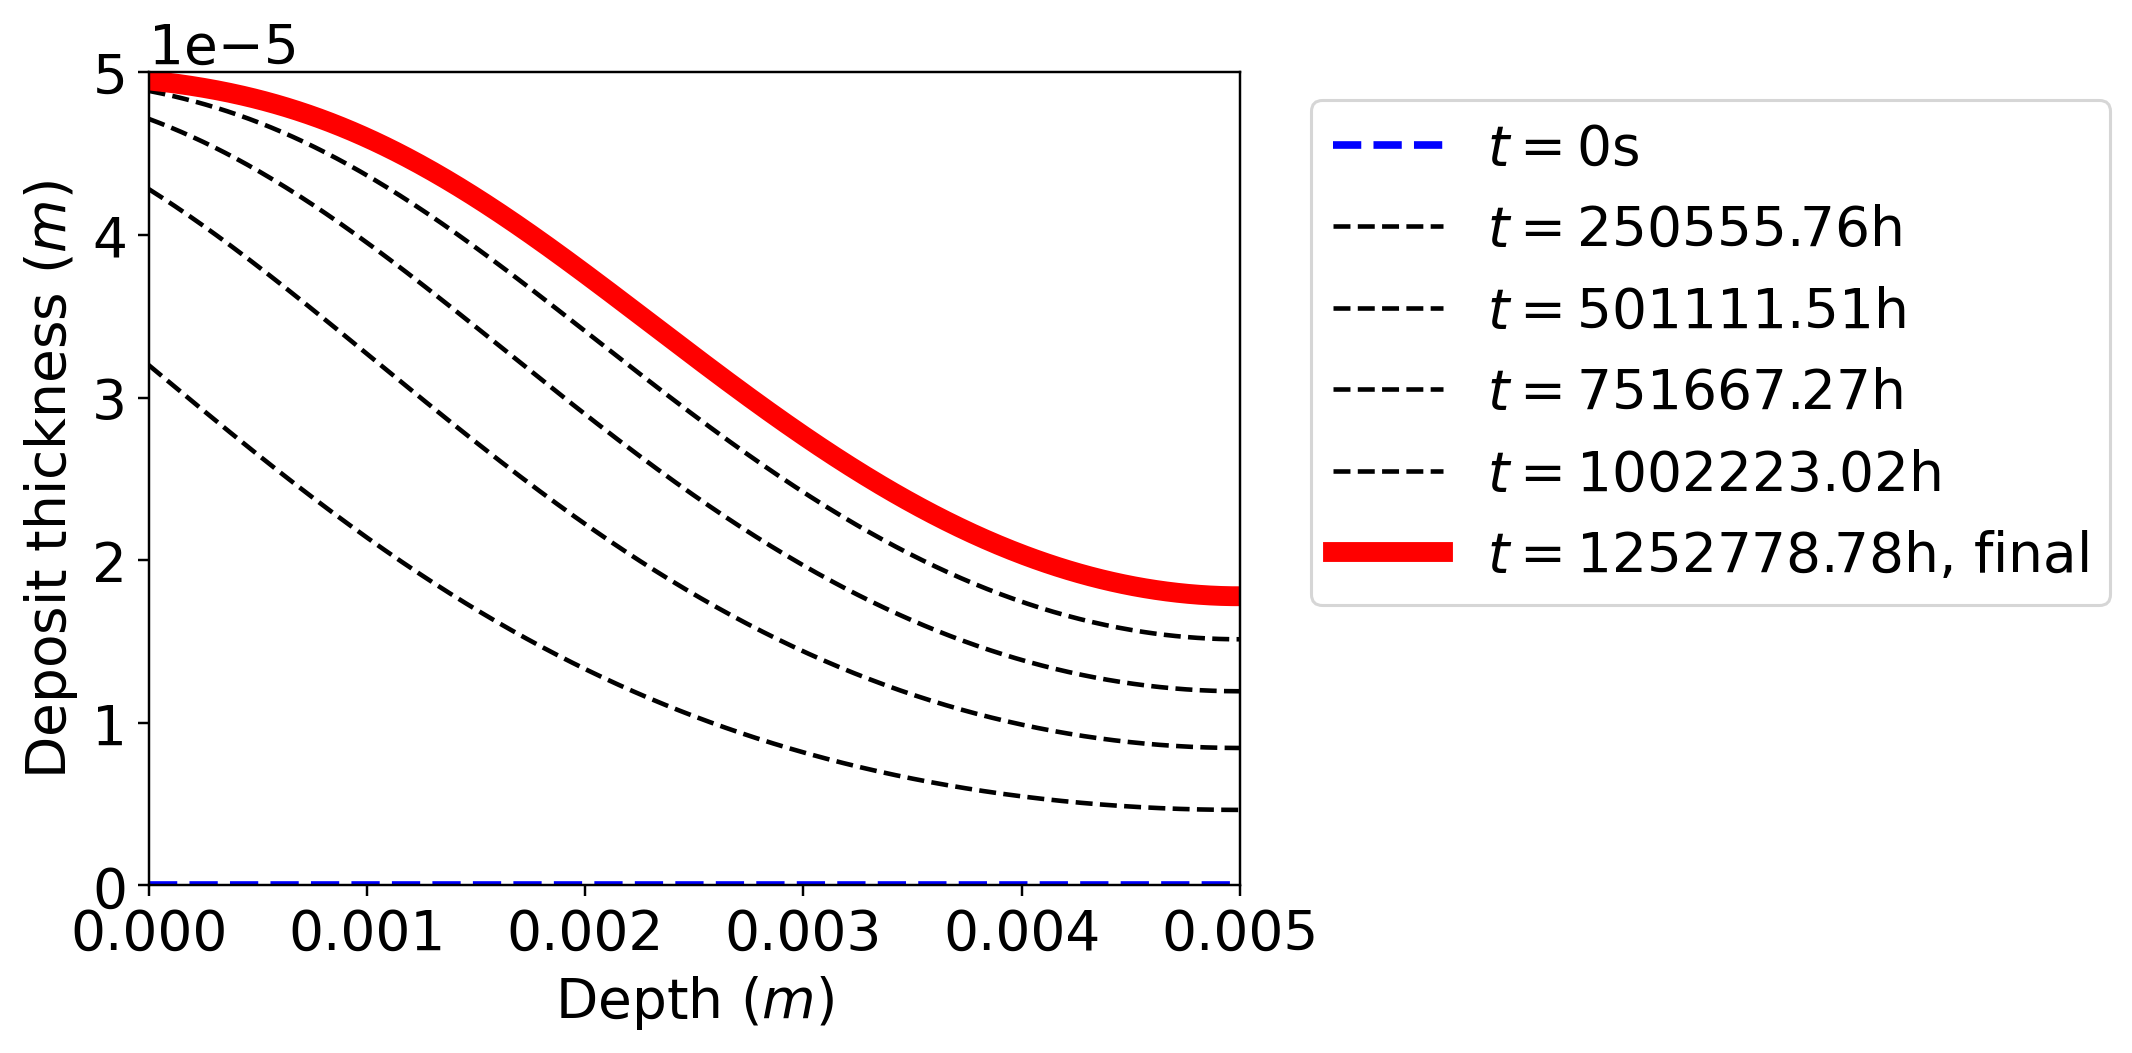 1e−5
5
4
3
2
1
0
Deposit thickness (m)
0.000 0.001 0.002 0.003 0.004 0.005
Depth (m)
t = 0s
t = 250555.76h
t = 501111.51h
t = 751667.27h
t = 1002223.02h
t = 1252778.78h, final